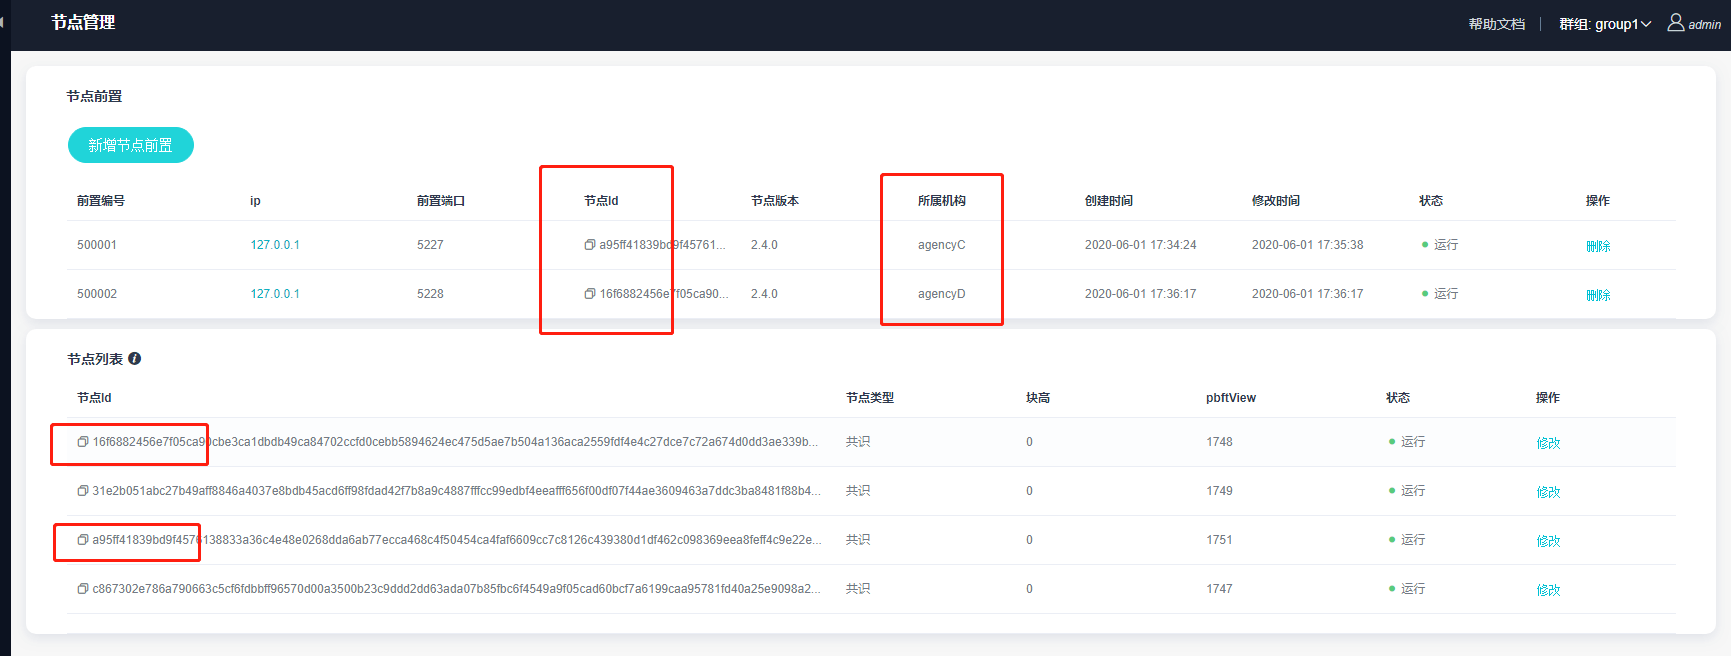 节点管理
帮助文档 群组: group1 admin
节点前置
新增节点前置
前置编号 ip 前置端口 节点Id 节点版本 所属机构 创建时间 修改时间 状态 操作
500001 127.0.0.1 5227 a95ff41839bd9f45761... 2.4.0 agencyC 2020-06-01 17:34:24 2020-06-01 17:35:38 运行 删除
500002 127.0.0.1 5228 16f6882456e7f05ca90... 2.4.0 agencyD 2020-06-01 17:36:17 2020-06-01 17:36:17 运行 删除
节点列表
节点Id 节点类型 块高 pbftView 状态 操作
16f6882456e7f05ca90cbe3ca1dbdb49ca84702ccfd0cebb5894624ec475d5ae7b504a136aca2559fdf4e4c27dce7c72a674d0dd3ae339b... 共识 0 1748 运行 修改
31e2b051abc27b49aff8846a4037e8bdb45acd6ff98fdad42f7b8a9c4887fffcc99edbf4eeafff656f00df07f44ae3609463a7ddc3ba8481f88b4... 共识 0 1749 运行 修改
a95ff41839bd9f4576138833a36c4e48e0268dda6ab77ecca468c4f50454ca4faf6609cc7c8126c439380d1df462c098369eea8feff4c9e22e... 共识 0 1751 运行 修改
c867302e786a790663c5cf6fdbbff96570d00a3500b23c9ddd2dd63ada07b85fbc6f4549a9f05cad60bcf7a6199caa95781fd40a25e9098a2... 共识 0 1747 运行 修改